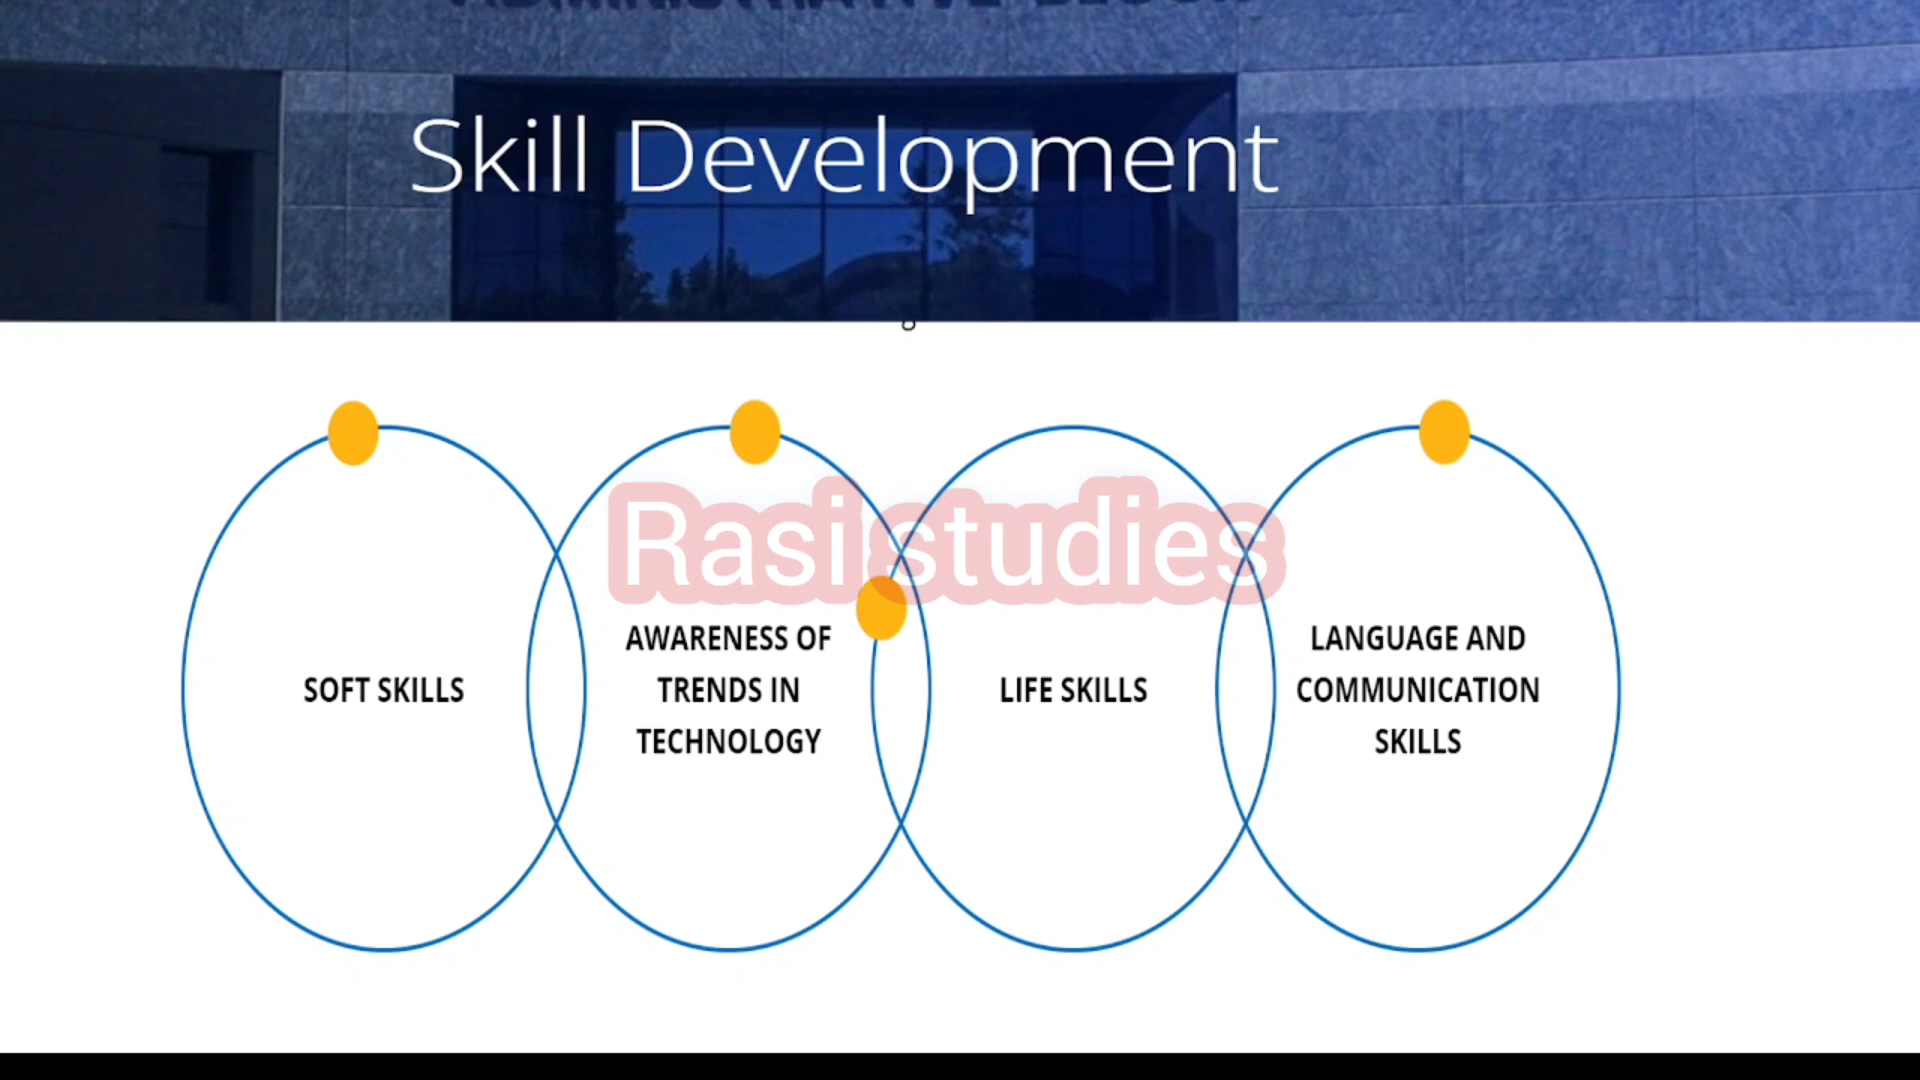 Skill Development
Rasi studies
SOFT SKILLS
AWARENESS OF
TRENDS IN
TECHNOLOGY
LIFE SKILLS
LANGUAGE AND
COMMUNICATION
SKILLS